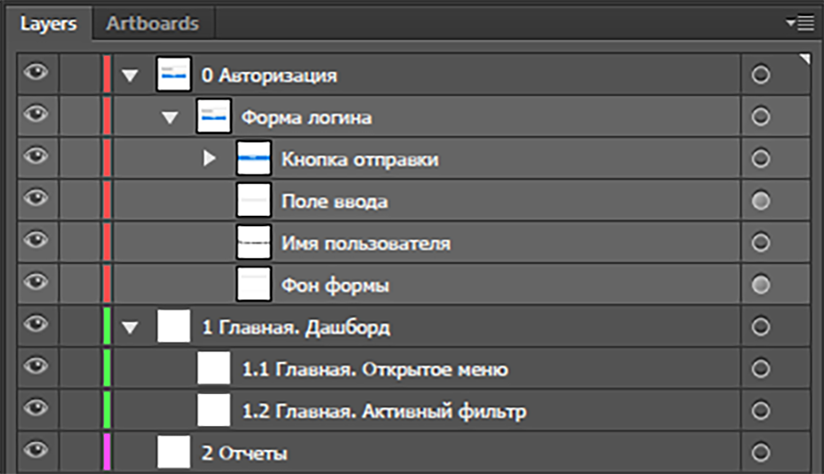 Layers Artboards
0 Авторизация
Форма логина
Кнопка отправки
Поле ввода
Имя пользователя
Фон формы
1 Главная. Дашборд
1.1 Главная. Открытое меню
1.2 Главная. Активный фильтр
2 Отчеты